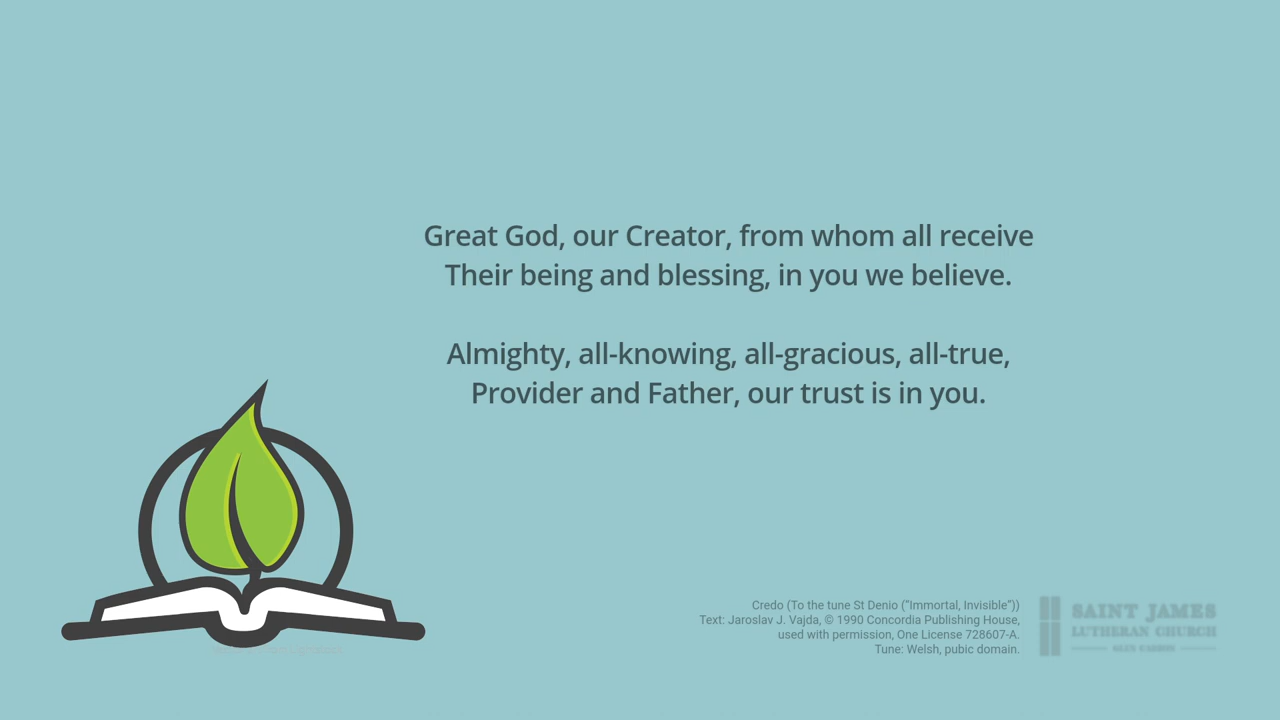 Great God, our Creator, from whom all receive
Their being and blessing, in you we believe.
Almighty, all-knowing, all-gracious, all-true,
Provider and Father, our trust is in you.
Credo (To the tune St Denio ("Immortal, Invisible"))
Text: Jaroslav J. Vajda, © 1990 Concordia Publishing House,
used with permission, One License 728607-A.
Tune: Welsh, pubic domain.
SAINT JAMES
LUTHERAN CHURCH
GLEN CARBON